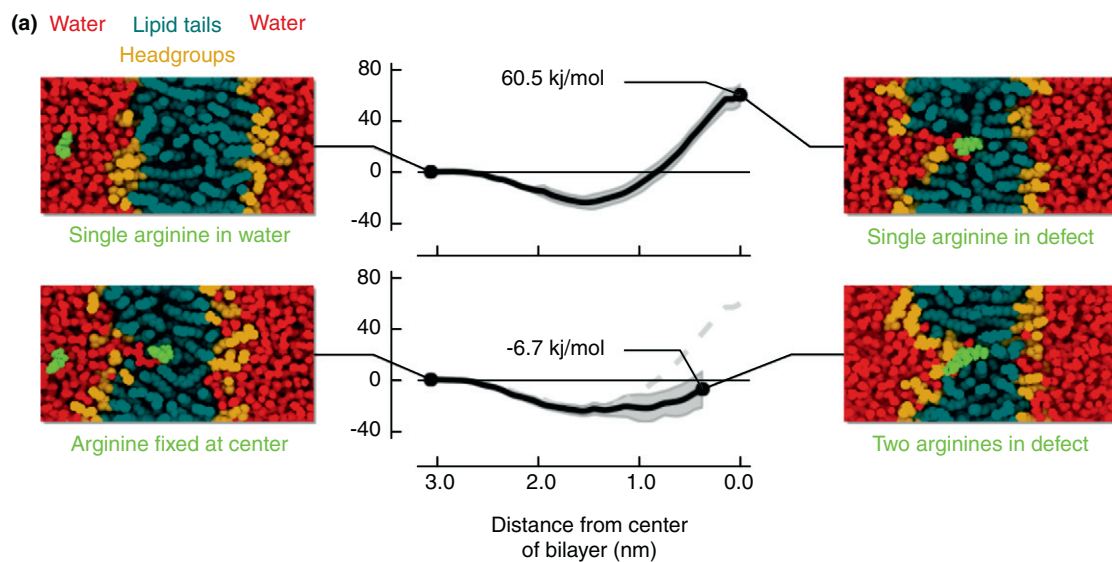 (a) Water Lipid tails Water
Headgroups
80
40
0
-40
60.5 kj/mol
Single arginine in water
Single arginine in defect
80
40
0
-40
-6.7 kj/mol
Arginine fixed at center
Two arginines in defect
3.0 2.0 1.0 0.0
Distance from center
of bilayer (nm)